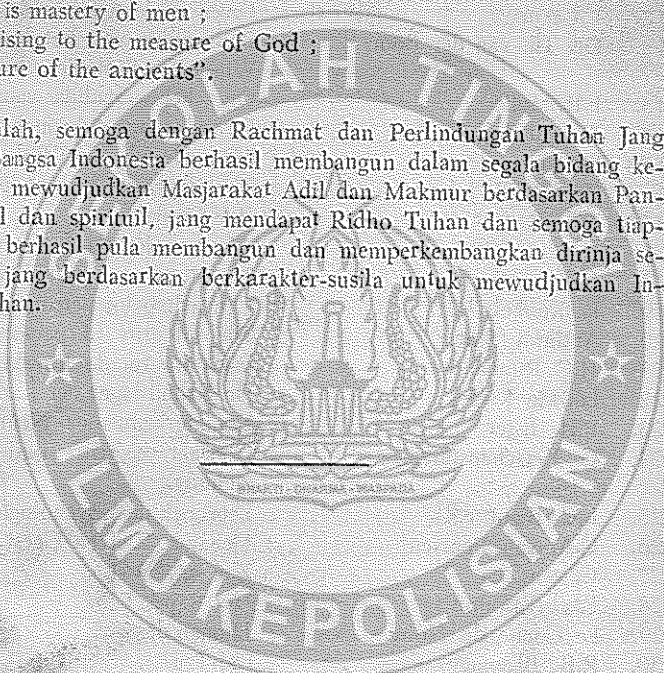 is mastery of men ;
ising to the measure of God ;
ure of the ancients".
lah, semoga dengan Rachmat dan Perlindungan Tuhan Jang
bangsa Indonesia berhasil membangun dalam segala bidang ke-
mewudjudkan Masjarakat Adil dan Makmur berdasarkan Pan-
l dan spirituil, jang mendapat Ridho Tuhan dan semoga tiap-
berhasil pula membangun dan memperkembangkan dirinja se-
jang berdasarkan berkarakter-susila untuk mewudjudkan In-
han.
OLAH TIN
ILMU KEPOLISIAN